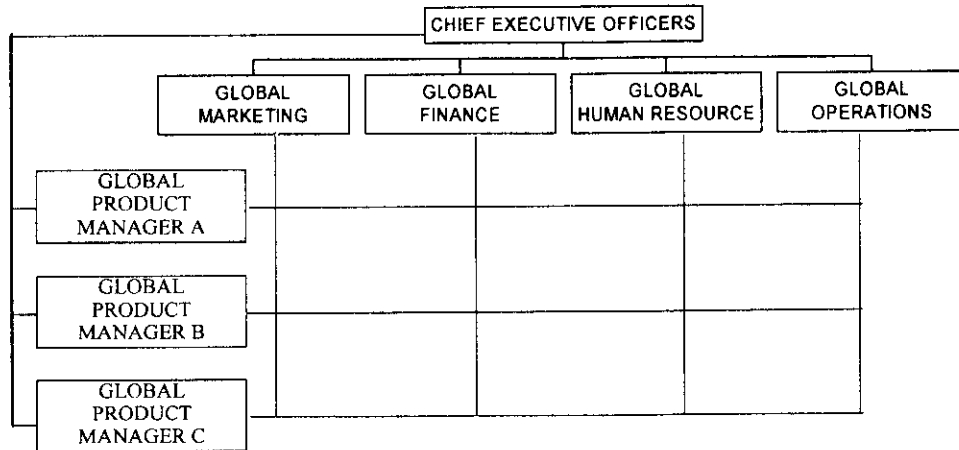 CHIEF EXECUTIVE OFFICERS
GLOBAL
MARKETING
GLOBAL
FINANCE
GLOBAL
HUMAN RESOURCE
GLOBAL
OPERATIONS
GLOBAL
PRODUCT
MANAGER A
GLOBAL
PRODUCT
MANAGER B
GLOBAL
PRODUCT
MANAGER C